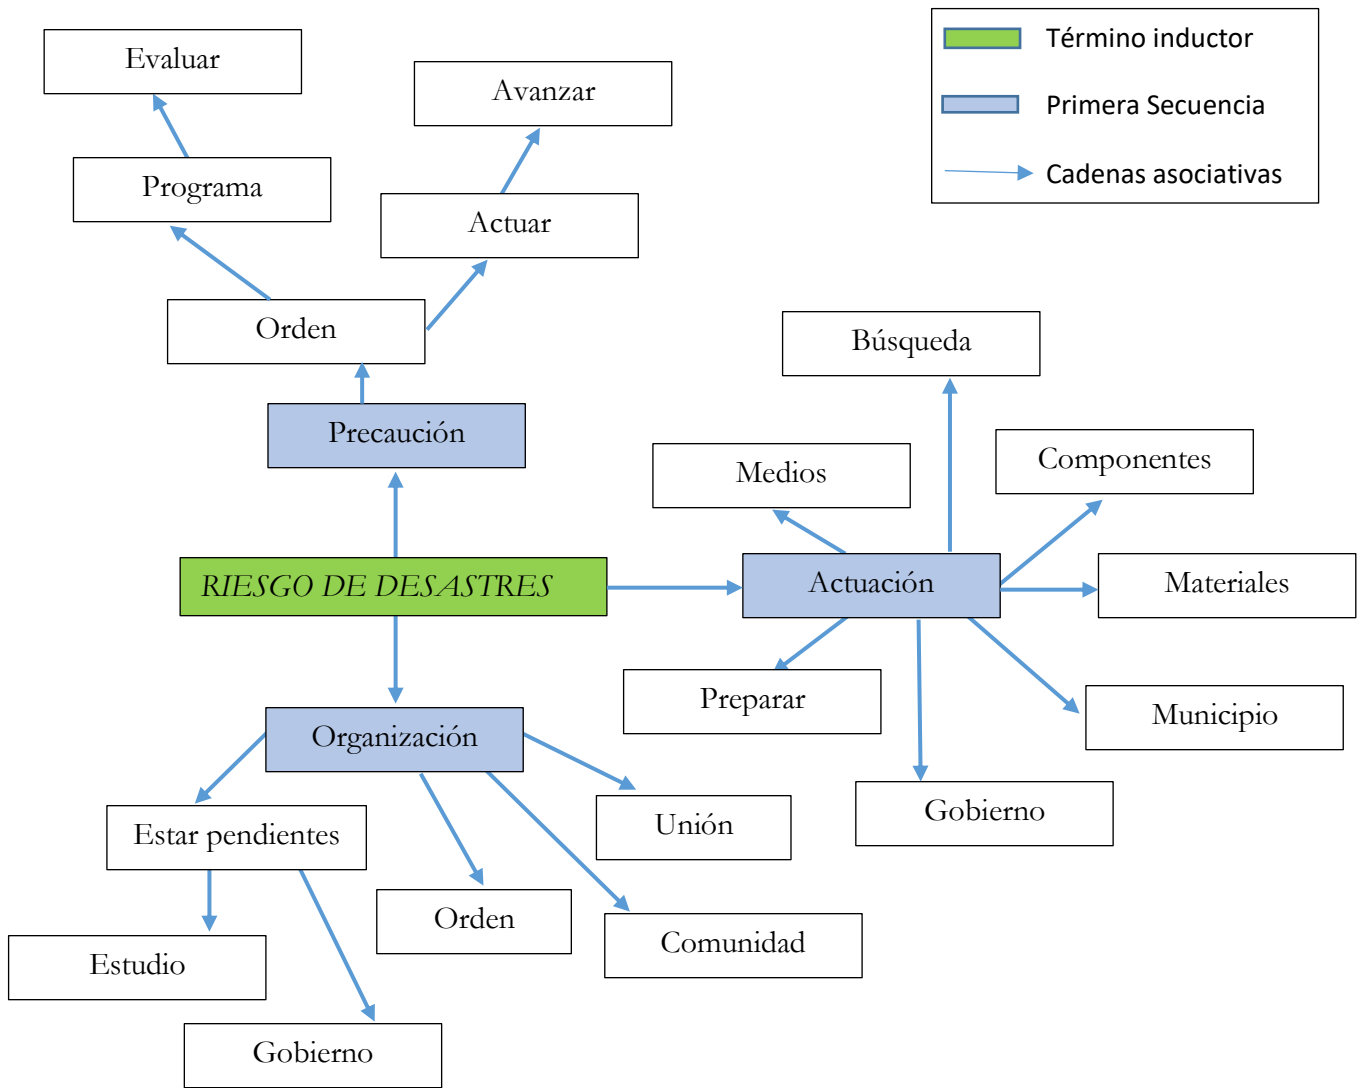 Término inductor
Primera Secuencia
Cadenas asociativas
Evaluar
Avanzar
Programa
Actuar
Orden
Búsqueda
Precaución
Medios
Componentes
RIESGO DE DESASTRES
Actuación
Materiales
Preparar
Municipio
Organización
Gobierno
Unión
Estar pendientes
Orden
Comunidad
Estudio
Gobierno